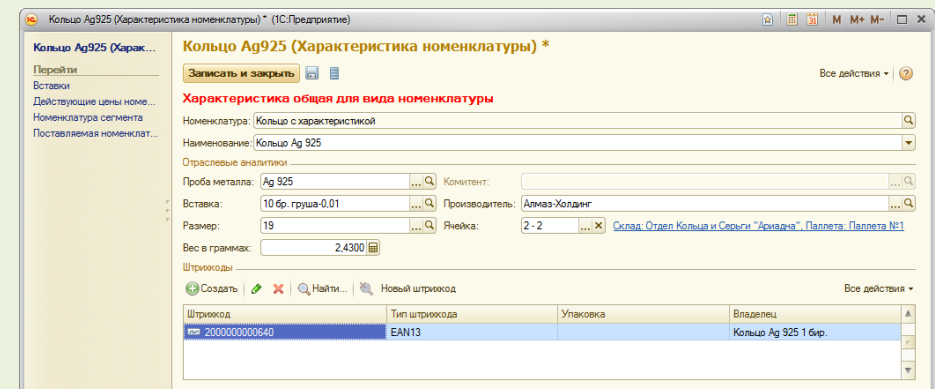 Кольцо Ag925 (Характеристика номенклатуры) * (1С:Предприятие)
M M+ M-
Кольцо Ag925 (Харак...
Перейти
Вставки
Действующие цены номе...
Номенклатура сегмента
Поставляемая номенклат...
Кольцо Ag925 (Характеристика номенклатуры) *
Записать и закрыть
Все действия
Характеристика общая для вида номенклатуры
Номенклатура: Кольцо с характеристикой
Наименование: Кольцо Ag 925
Отраслевые аналитики
Проба металла: Ag 925 ... Комитент: ...
Вставка: 10 бр. груша-0,01 ... Производитель: Алмаз-Холдинг ...
Размер: 19 ... Ячейка: 2 - 2 ... Склад: Отдел Кольца и Серьги "Ариадна", Паллета: Паллета №1
Вес в граммах: 2,4300
Штрихкоды
Создать Найти... Новый штрихкод Все действия
Штрихкод Тип штрихкода Упаковка Владелец
2000000000640 EAN13 Кольцо Ag 925 1 бир.